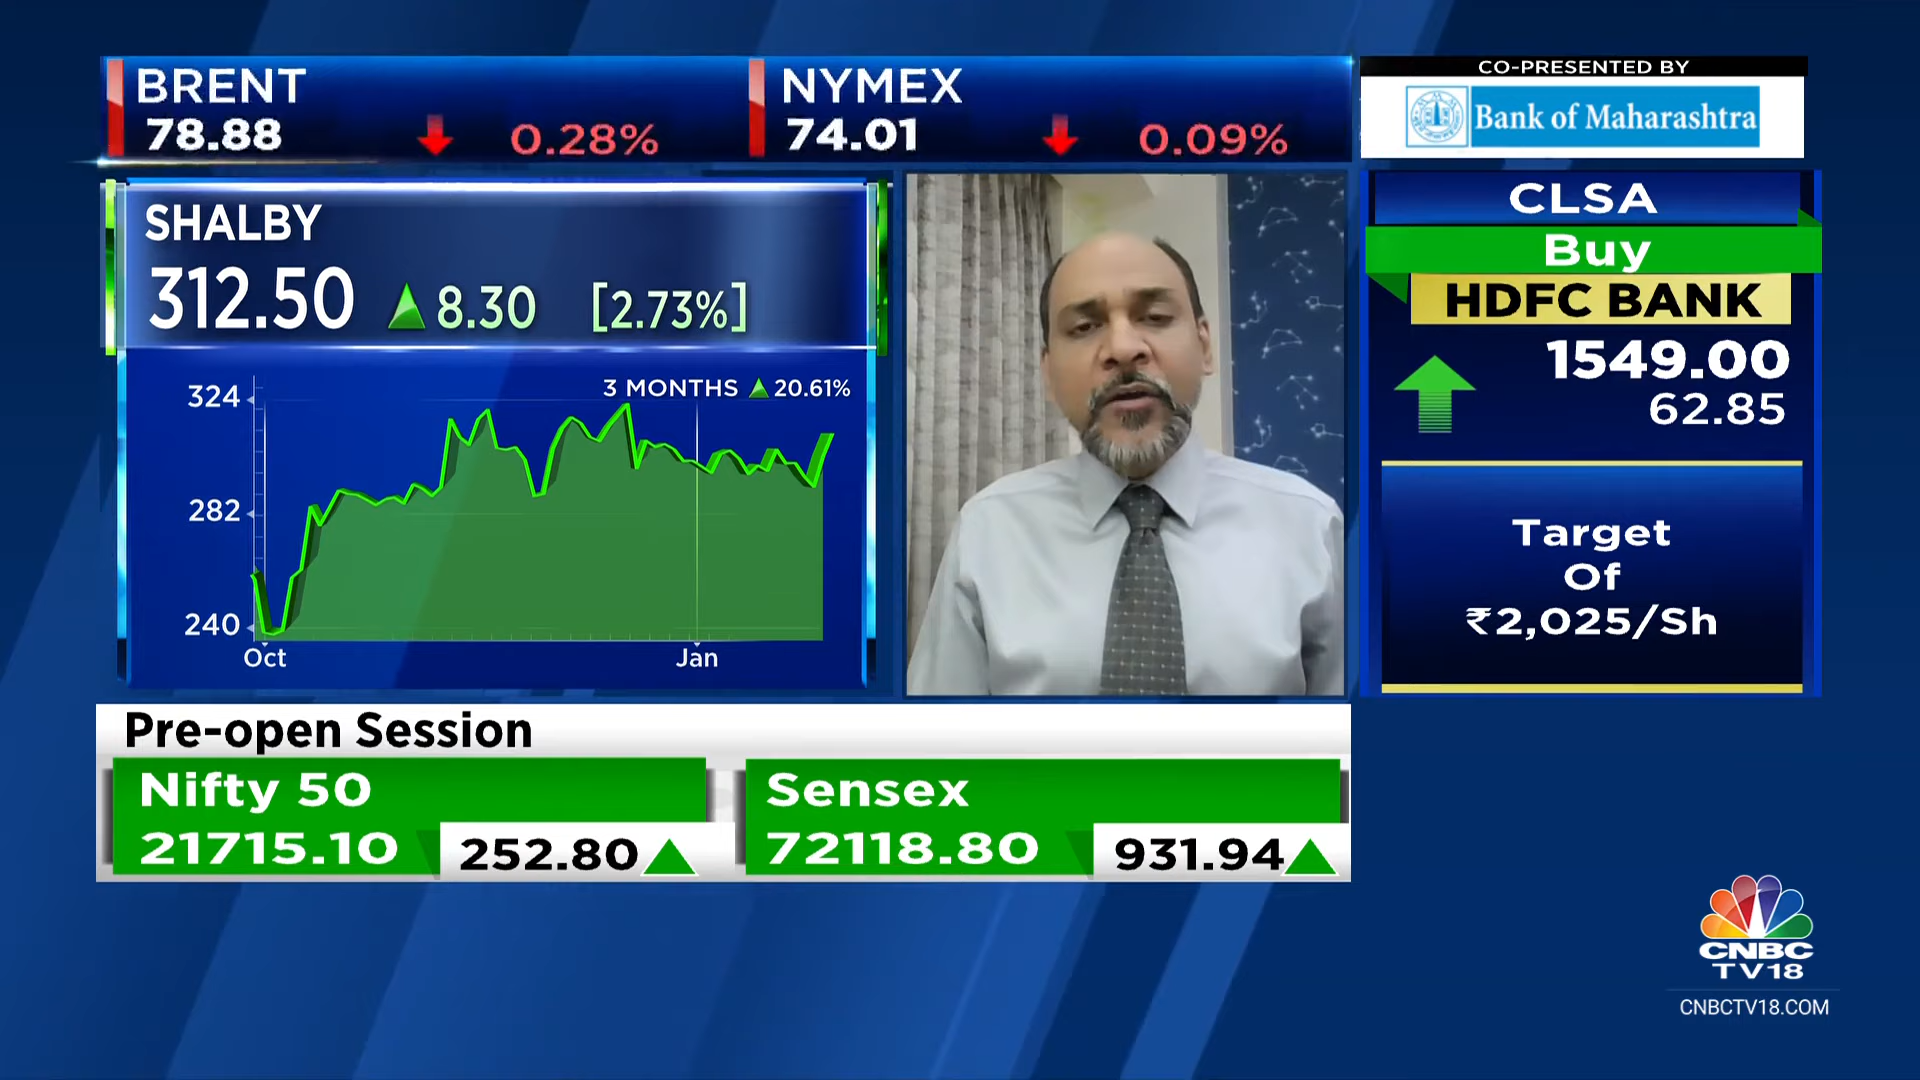 BRENT
78.88 0.28%
NYMEX
74.01 0.09%
CO-PRESENTED BY
Bank of Maharashtra
SHALBY
312.50 8.30 [2.73%]
3 MONTHS 20.61%
324
282
240
Oct Jan
CLSA
Buy
HDFC BANK
1549.00
62.85
Target
Of
₹2,025/Sh
Pre-open Session
Nifty 50
21715.10 252.80
Sensex
72118.80 931.94
CNBC
TV18
CNBCTV18.COM